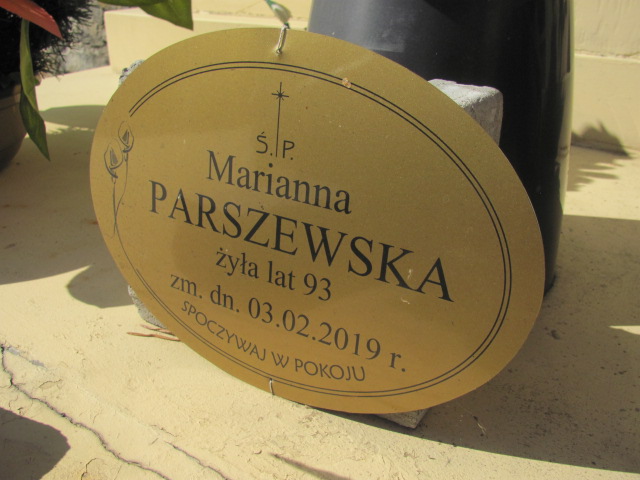 Ś. P.
Marianna
PARSZEWSKA
żyła lat 93
zm. dn. 03.02.2019 r.
SPOCZYWAJ W POKOJU